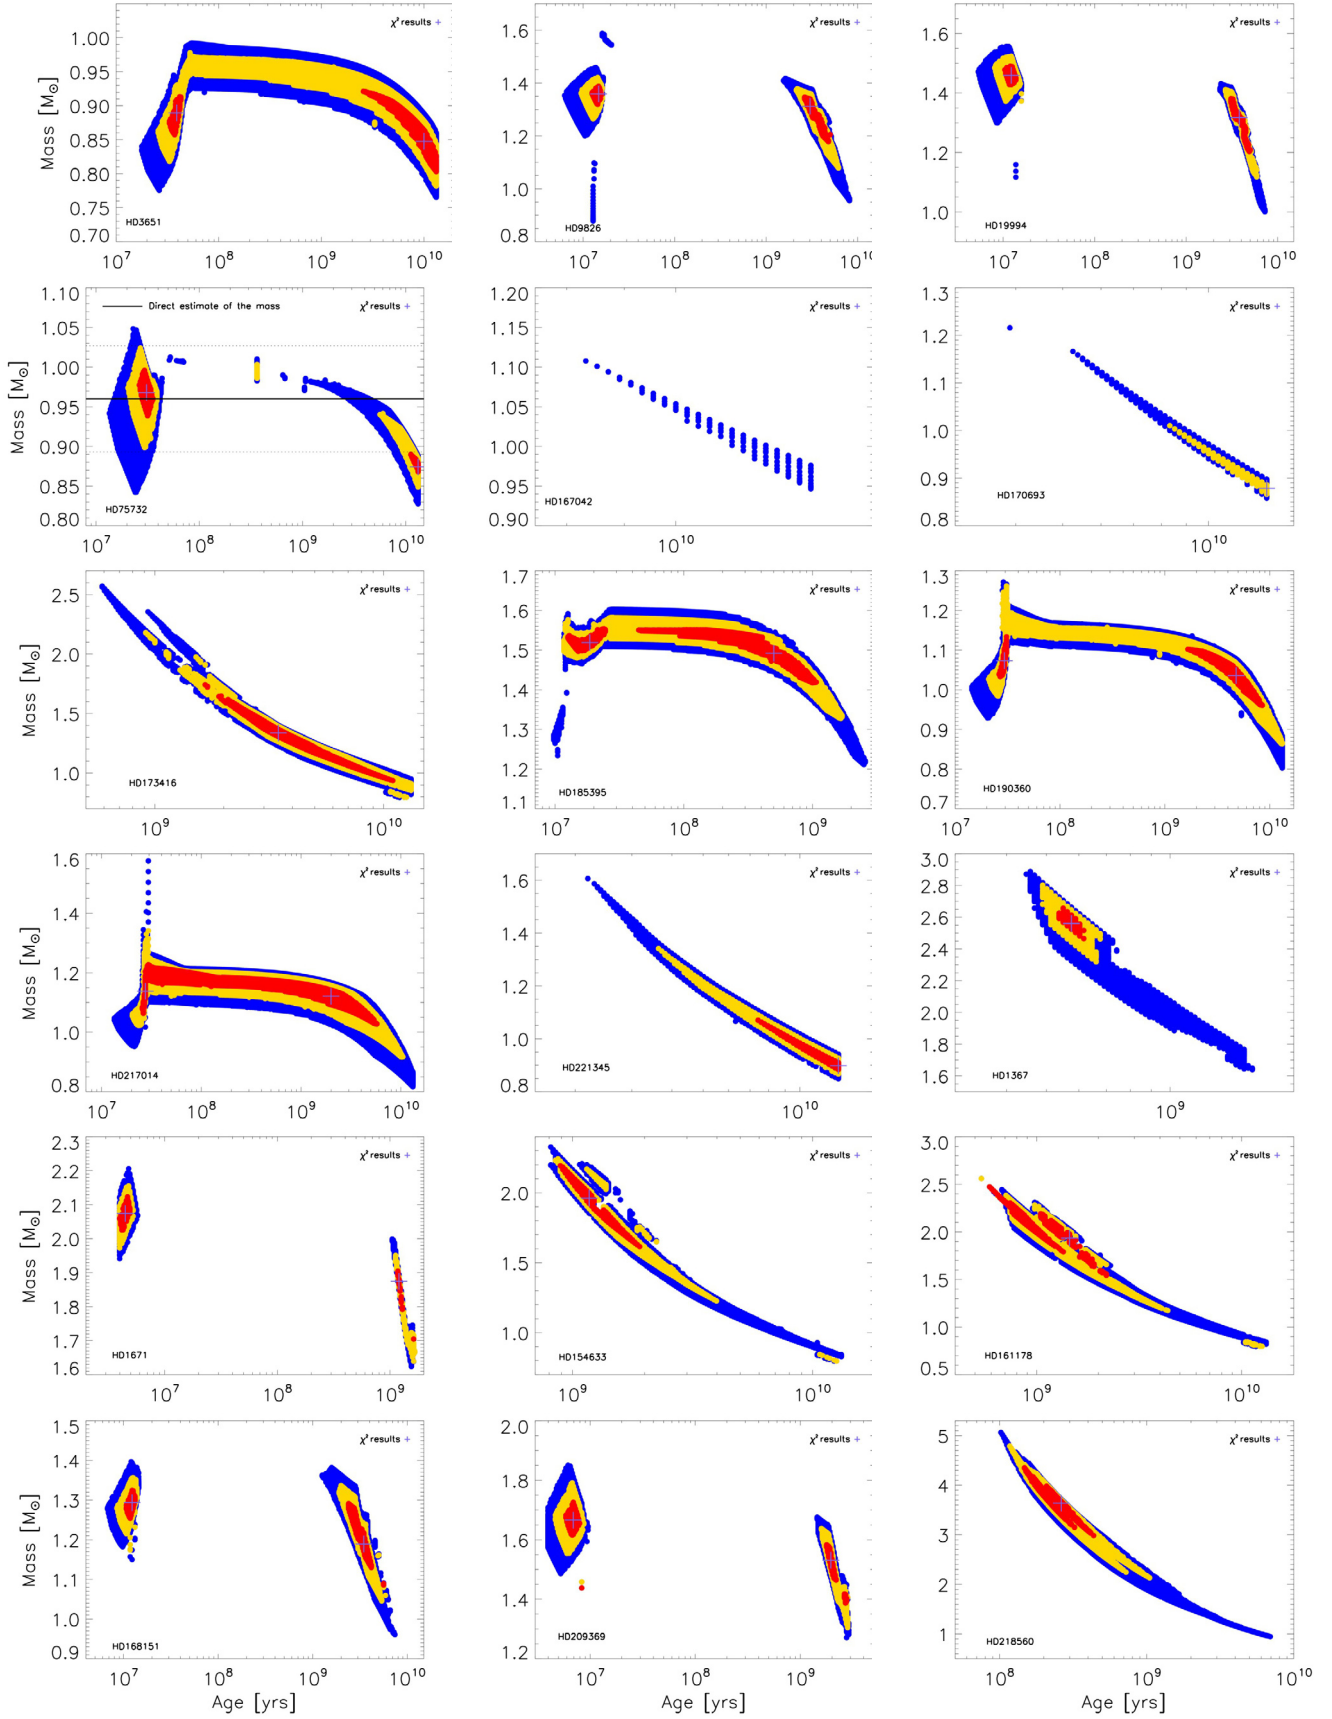 χ² results + χ² results + χ² results +
1.00 1.6 1.6
0.95
0.90 1.4 1.4
0.85 1.2
0.80 1.0 1.2
0.75
0.70 0.8 1.0
Mass [M⊙]
HD3651 HD9826 HD19994
10⁷ 10⁸ 10⁹ 10¹⁰ 10⁷ 10⁸ 10⁹ 10¹⁰ 10⁷ 10⁸ 10⁹ 10¹⁰
Direct estimate of the mass χ² results + χ² results + χ² results +
1.10 1.20 1.3
1.05 1.15 1.2
1.00 1.10 1.1
0.95 1.05 1.0
0.90 1.00 0.9
0.85 0.95 0.8
0.80 0.90
Mass [M⊙]
HD75732 HD167042 HD170693
10⁷ 10⁸ 10⁹ 10¹⁰ 10¹⁰ 10¹⁰
χ² results + χ² results + χ² results +
2.5 1.7 1.3
2.0 1.6 1.2
1.5 1.5 1.1
1.0 1.4 1.0
1.3 0.9
1.2 0.8
1.1 0.7
Mass [M⊙]
HD173416 HD185395 HD190360
10⁹ 10¹⁰ 10⁷ 10⁸ 10⁹ 10⁷ 10⁸ 10⁹ 10¹⁰
χ² results + χ² results + χ² results +
1.6 1.6 3.0
1.4 1.4 2.8
1.2 1.2 2.6
1.0 1.0 2.4
0.8 0.8 2.2
2.0
1.8
1.6
Mass [M⊙]
HD217014 HD221345 HD1367
10⁷ 10⁸ 10⁹ 10¹⁰ 10¹⁰ 10⁹
χ² results + χ² results + χ² results +
2.3 2.0 3.0
2.2 1.5 2.5
2.1 1.0 2.0
2.0 1.5
1.9 1.0
1.8 0.5
1.7
1.6
Mass [M⊙]
HD1671 HD154633 HD161178
10⁷ 10⁸ 10⁹ 10⁹ 10¹⁰ 10⁹ 10¹⁰
χ² results + χ² results + χ² results +
1.5 2.0 5
1.4 1.8 4
1.3 1.6 3
1.2 1.4 2
1.1 1.2 1
1.0
0.9
Mass [M⊙]
HD168151 HD209369 HD218560
10⁷ 10⁸ 10⁹ 10¹⁰ 10⁷ 10⁸ 10⁹ 10⁸ 10⁹ 10¹⁰
Age [yrs] Age [yrs] Age [yrs]